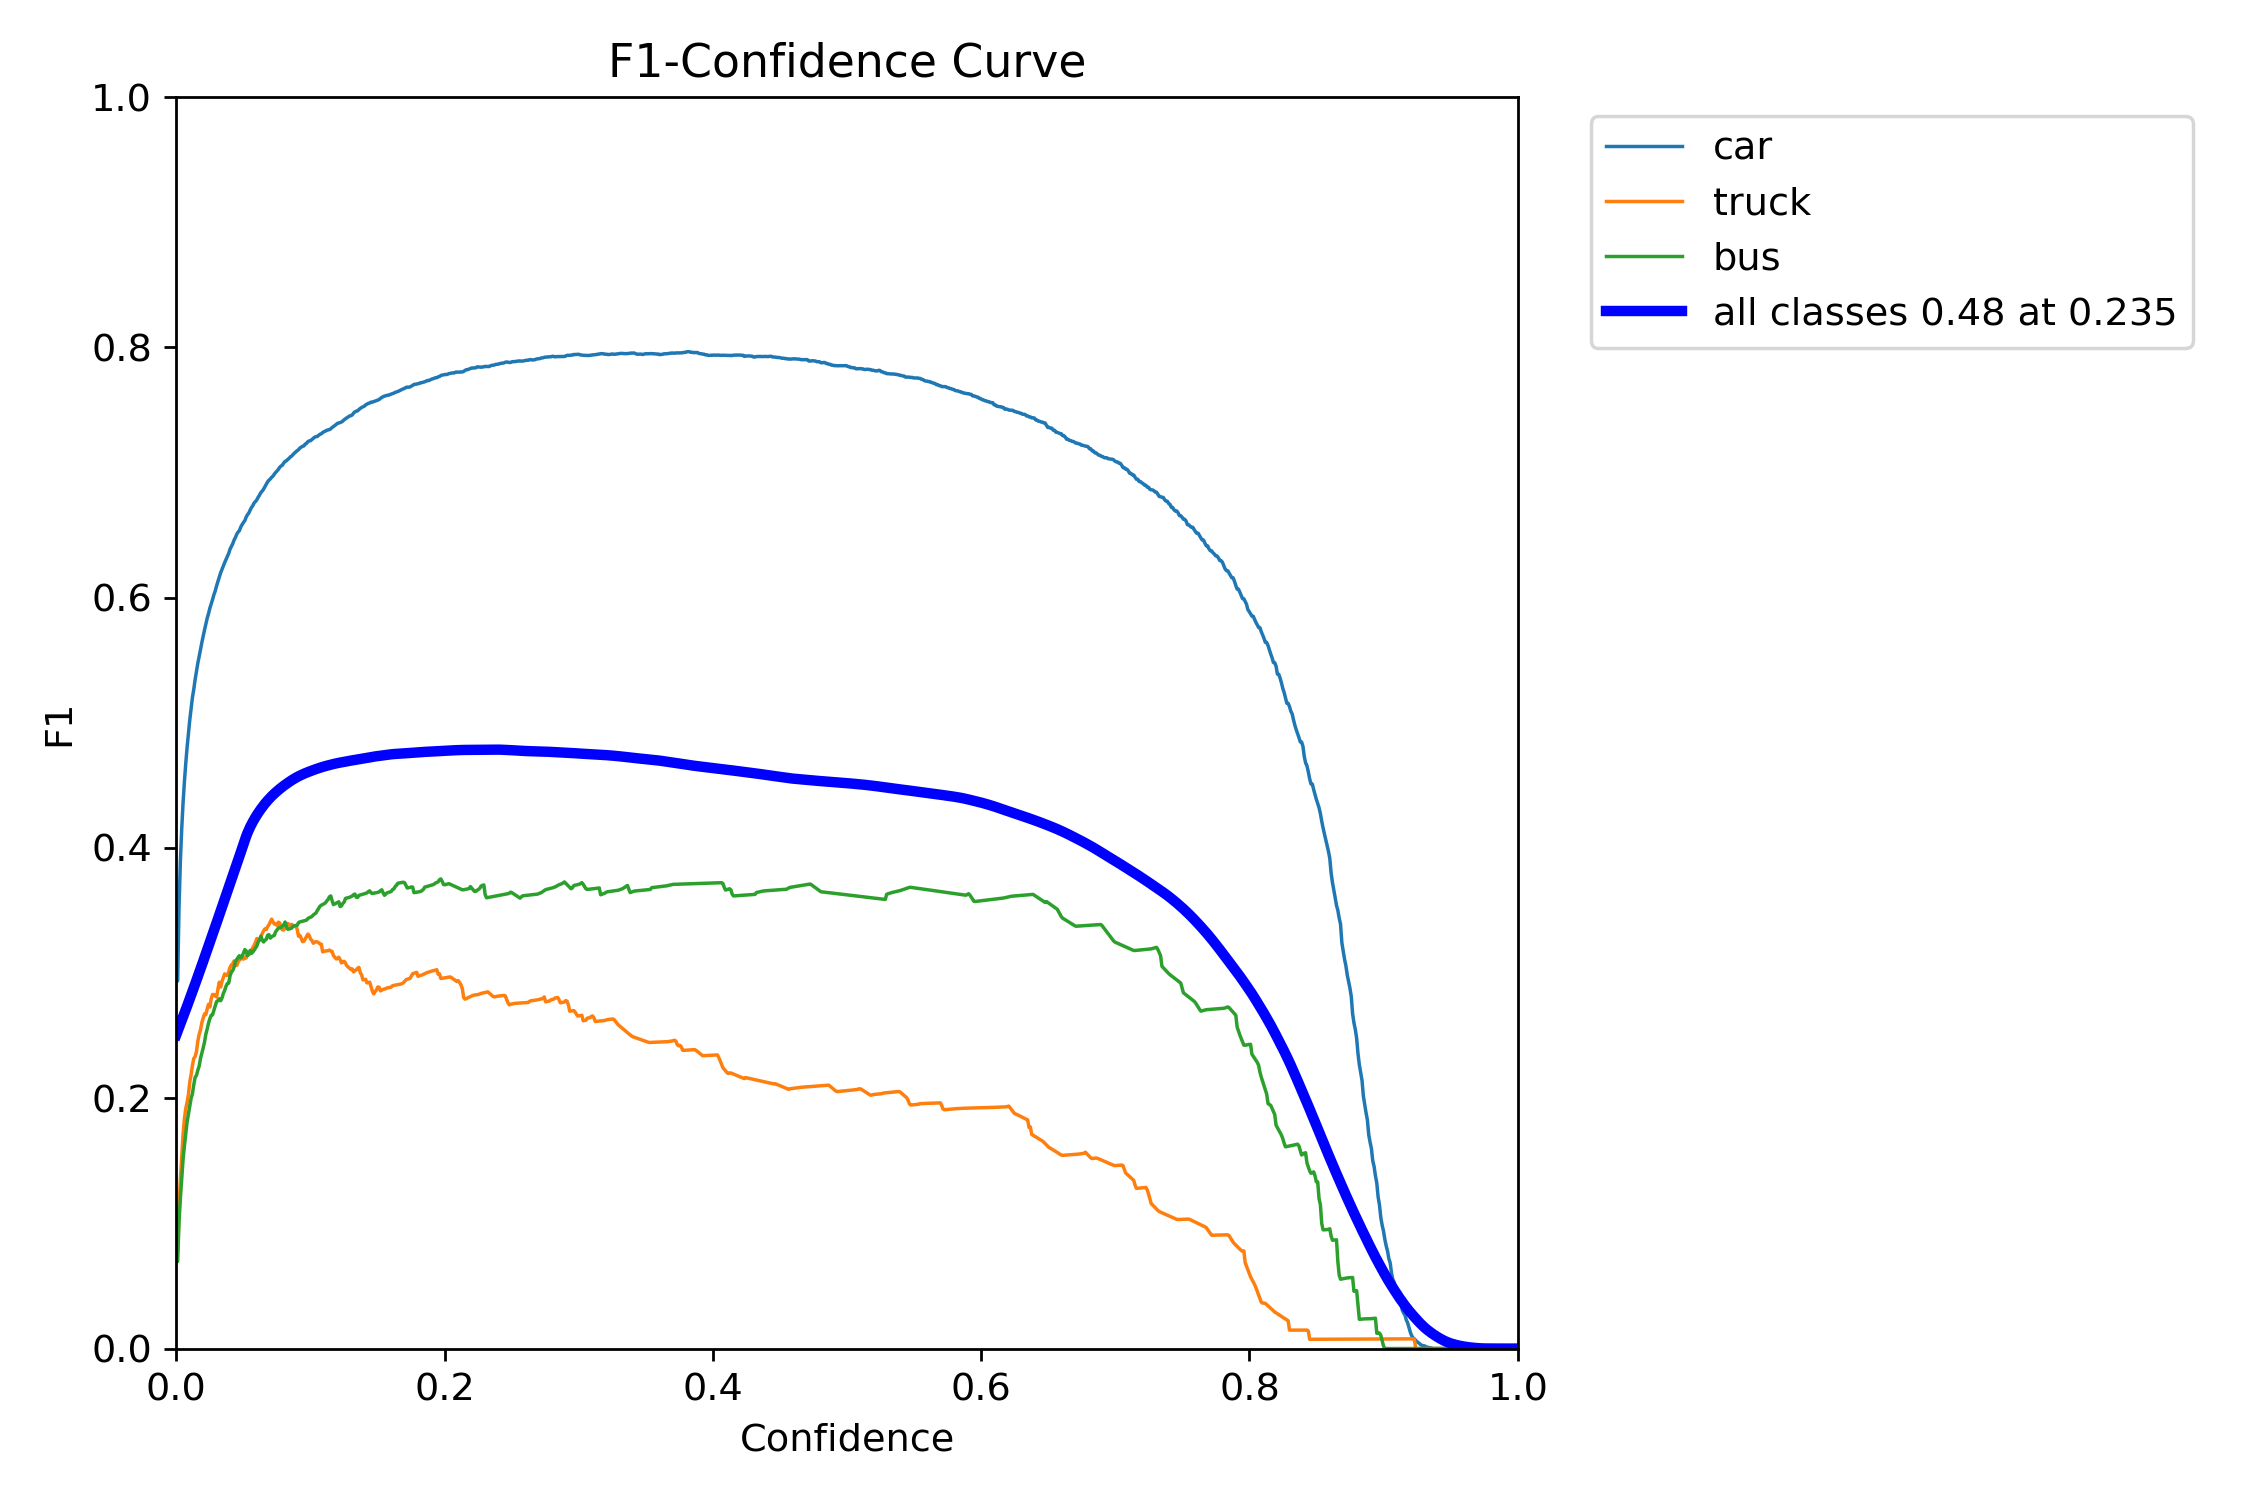 F1-Confidence Curve
1.0
0.8
0.6
0.4
0.2
0.0
F1
0.0 0.2 0.4 0.6 0.8 1.0
Confidence
car
truck
bus
all classes 0.48 at 0.235